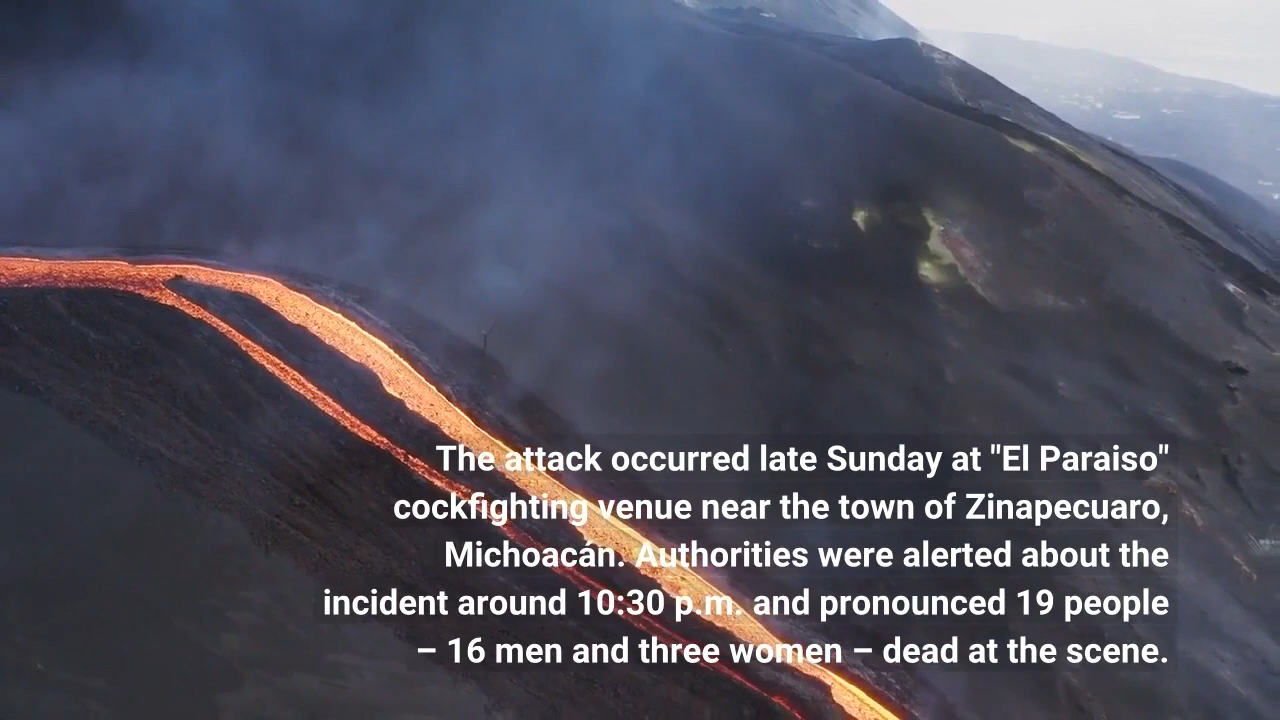 The attack occurred late Sunday at "El Paraiso"
cockfighting venue near the town of Zinapecuaro,
Michoacán. Authorities were alerted about the
incident around 10:30 p.m. and pronounced 19 people
– 16 men and three women – dead at the scene.